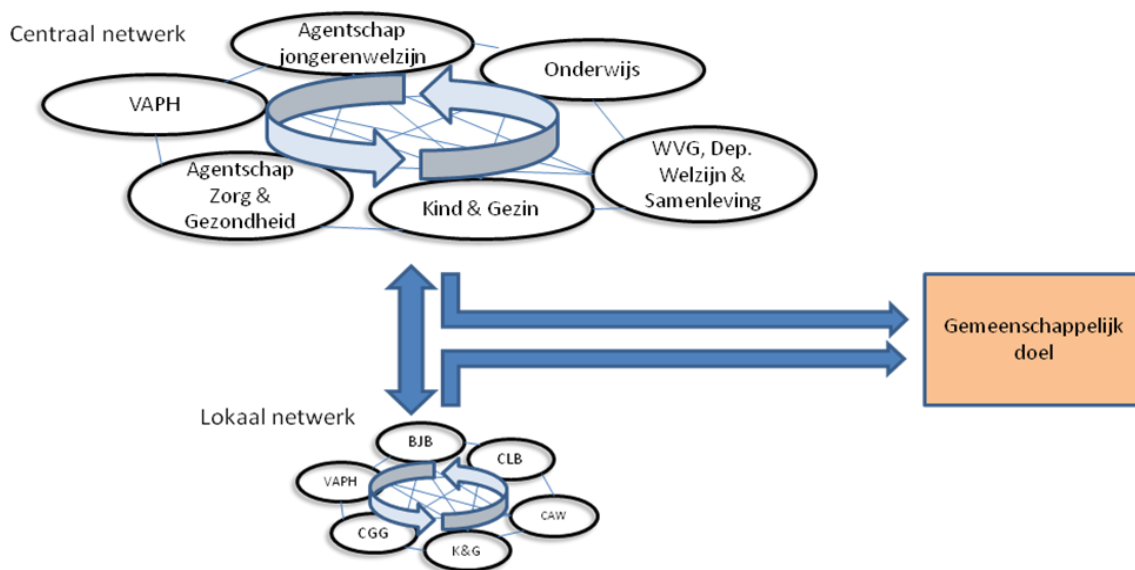 Centraal netwerk
Agentschap
jongerenwelzijn
Onderwijs
VAPH
WVG, Dep.
Welzijn &
Samenleving
Agentschap
Zorg &
Gezondheid
Kind & Gezin
Gemeenschappelijk
doel
Lokaal netwerk
BJB
CLB
VAPH
CAW
CGG
K&G